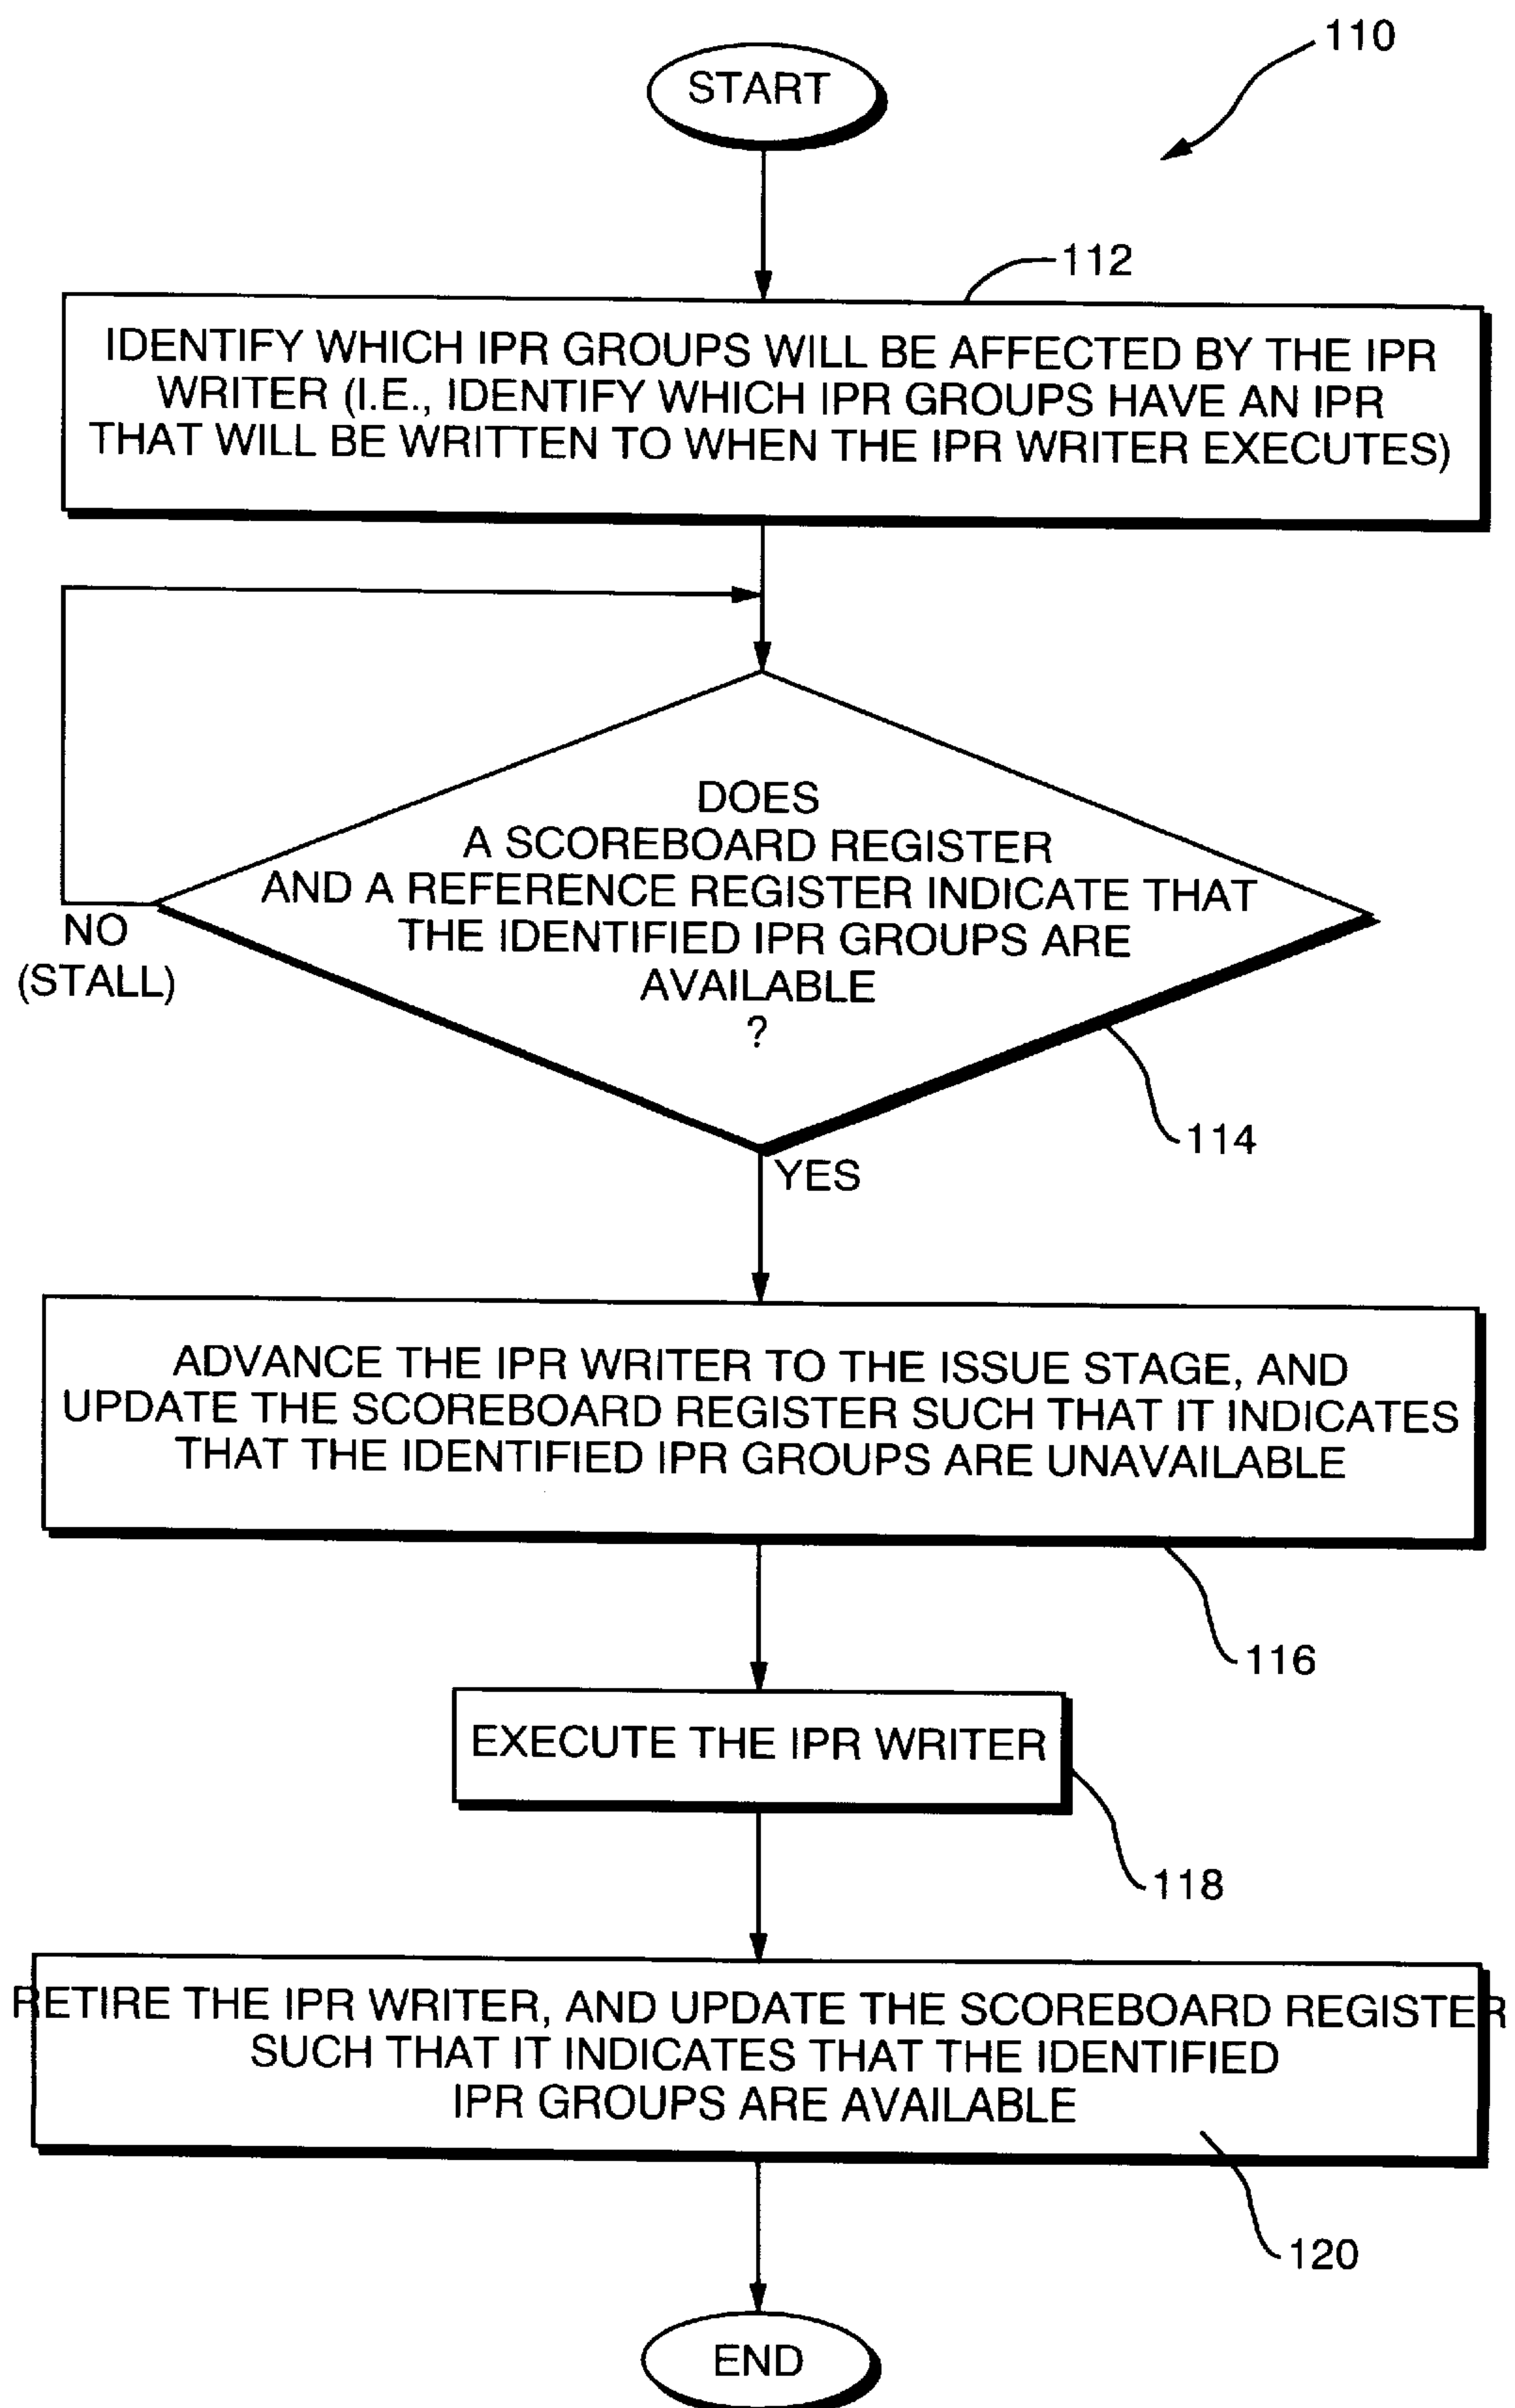 110
START
112
IDENTIFY WHICH IPR GROUPS WILL BE AFFECTED BY THE IPR
WRITER (I.E., IDENTIFY WHICH IPR GROUPS HAVE AN IPR
THAT WILL BE WRITTEN TO WHEN THE IPR WRITER EXECUTES)
DOES
A SCOREBOARD REGISTER
AND A REFERENCE REGISTER INDICATE THAT
THE IDENTIFIED IPR GROUPS ARE
AVAILABLE
?
NO
(STALL)
114
YES
ADVANCE THE IPR WRITER TO THE ISSUE STAGE, AND
UPDATE THE SCOREBOARD REGISTER SUCH THAT IT INDICATES
THAT THE IDENTIFIED IPR GROUPS ARE UNAVAILABLE
116
EXECUTE THE IPR WRITER
118
RETIRE THE IPR WRITER, AND UPDATE THE SCOREBOARD REGISTER
SUCH THAT IT INDICATES THAT THE IDENTIFIED
IPR GROUPS ARE AVAILABLE
120
END